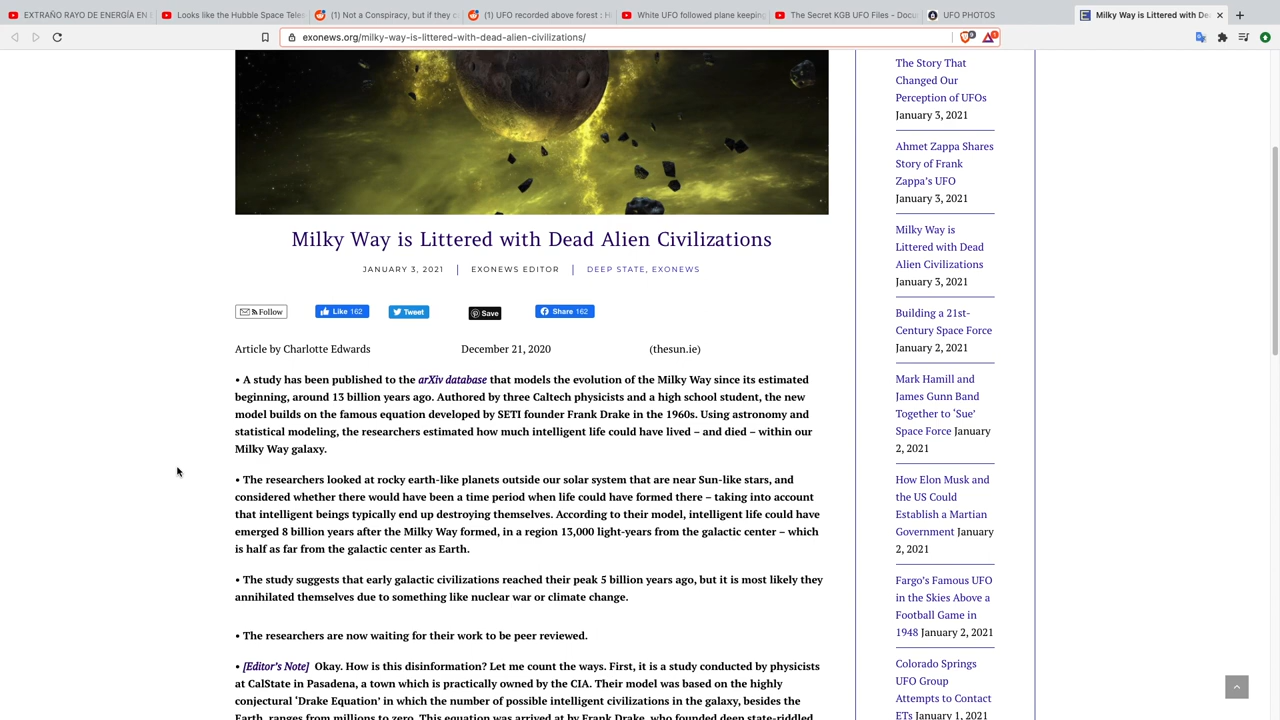 EXTRAÑO RAYO DE ENERGÍA EN
Looks like the Hubble Space Teles
(1) Not a Conspiracy, but if they c
(1) UFO recorded above forest : H
White UFO followed plane keeping
The Secret KGB UFO Files - Docu
UFO PHOTOS
Milky Way is Littered with De
exonews.org/milky-way-is-littered-with-dead-alien-civilizations/
Milky Way is Littered with Dead Alien Civilizations
JANUARY 3, 2021 | EXONEWS EDITOR | DEEP STATE, EXONEWS
Follow
Like 162
Tweet
Save
Share 162
Article by Charlotte Edwards December 21, 2020 (thesun.ie)
• A study has been published to the arXiv database that models the evolution of the Milky Way since its estimated
beginning, around 13 billion years ago. Authored by three Caltech physicists and a high school student, the new
model builds on the famous equation developed by SETI founder Frank Drake in the 1960s. Using astronomy and
statistical modeling, the researchers estimated how much intelligent life could have lived – and died – within our
Milky Way galaxy.
• The researchers looked at rocky earth-like planets outside our solar system that are near Sun-like stars, and
considered whether there would have been a time period when life could have formed there – taking into account
that intelligent beings typically end up destroying themselves. According to their model, intelligent life could have
emerged 8 billion years after the Milky Way formed, in a region 13,000 light-years from the galactic center – which
is half as far from the galactic center as Earth.
• The study suggests that early galactic civilizations reached their peak 5 billion years ago, but it is most likely they
annihilated themselves due to something like nuclear war or climate change.
• The researchers are now waiting for their work to be peer reviewed.
• [Editor's Note] Okay. How is this disinformation? Let me count the ways. First, it is a study conducted by physicists
at CalState in Pasadena, a town which is practically owned by the CIA. Their model was based on the highly
conjectural 'Drake Equation' in which the number of possible intelligent civilizations in the galaxy, besides the
Earth, ranges from millions to zero. This equation was arrived at by Frank Drake, who founded deep state-riddled
The Story That
Changed Our
Perception of UFOs
January 3, 2021
Ahmet Zappa Shares
Story of Frank
Zappa's UFO
January 3, 2021
Milky Way is
Littered with Dead
Alien Civilizations
January 3, 2021
Building a 21st-
Century Space Force
January 2, 2021
Mark Hamill and
James Gunn Band
Together to 'Sue'
Space Force January
2, 2021
How Elon Musk and
the US Could
Establish a Martian
Government January
2, 2021
Fargo's Famous UFO
in the Skies Above a
Football Game in
1948 January 2, 2021
Colorado Springs
UFO Group
Attempts to Contact
ETs January 1, 2021